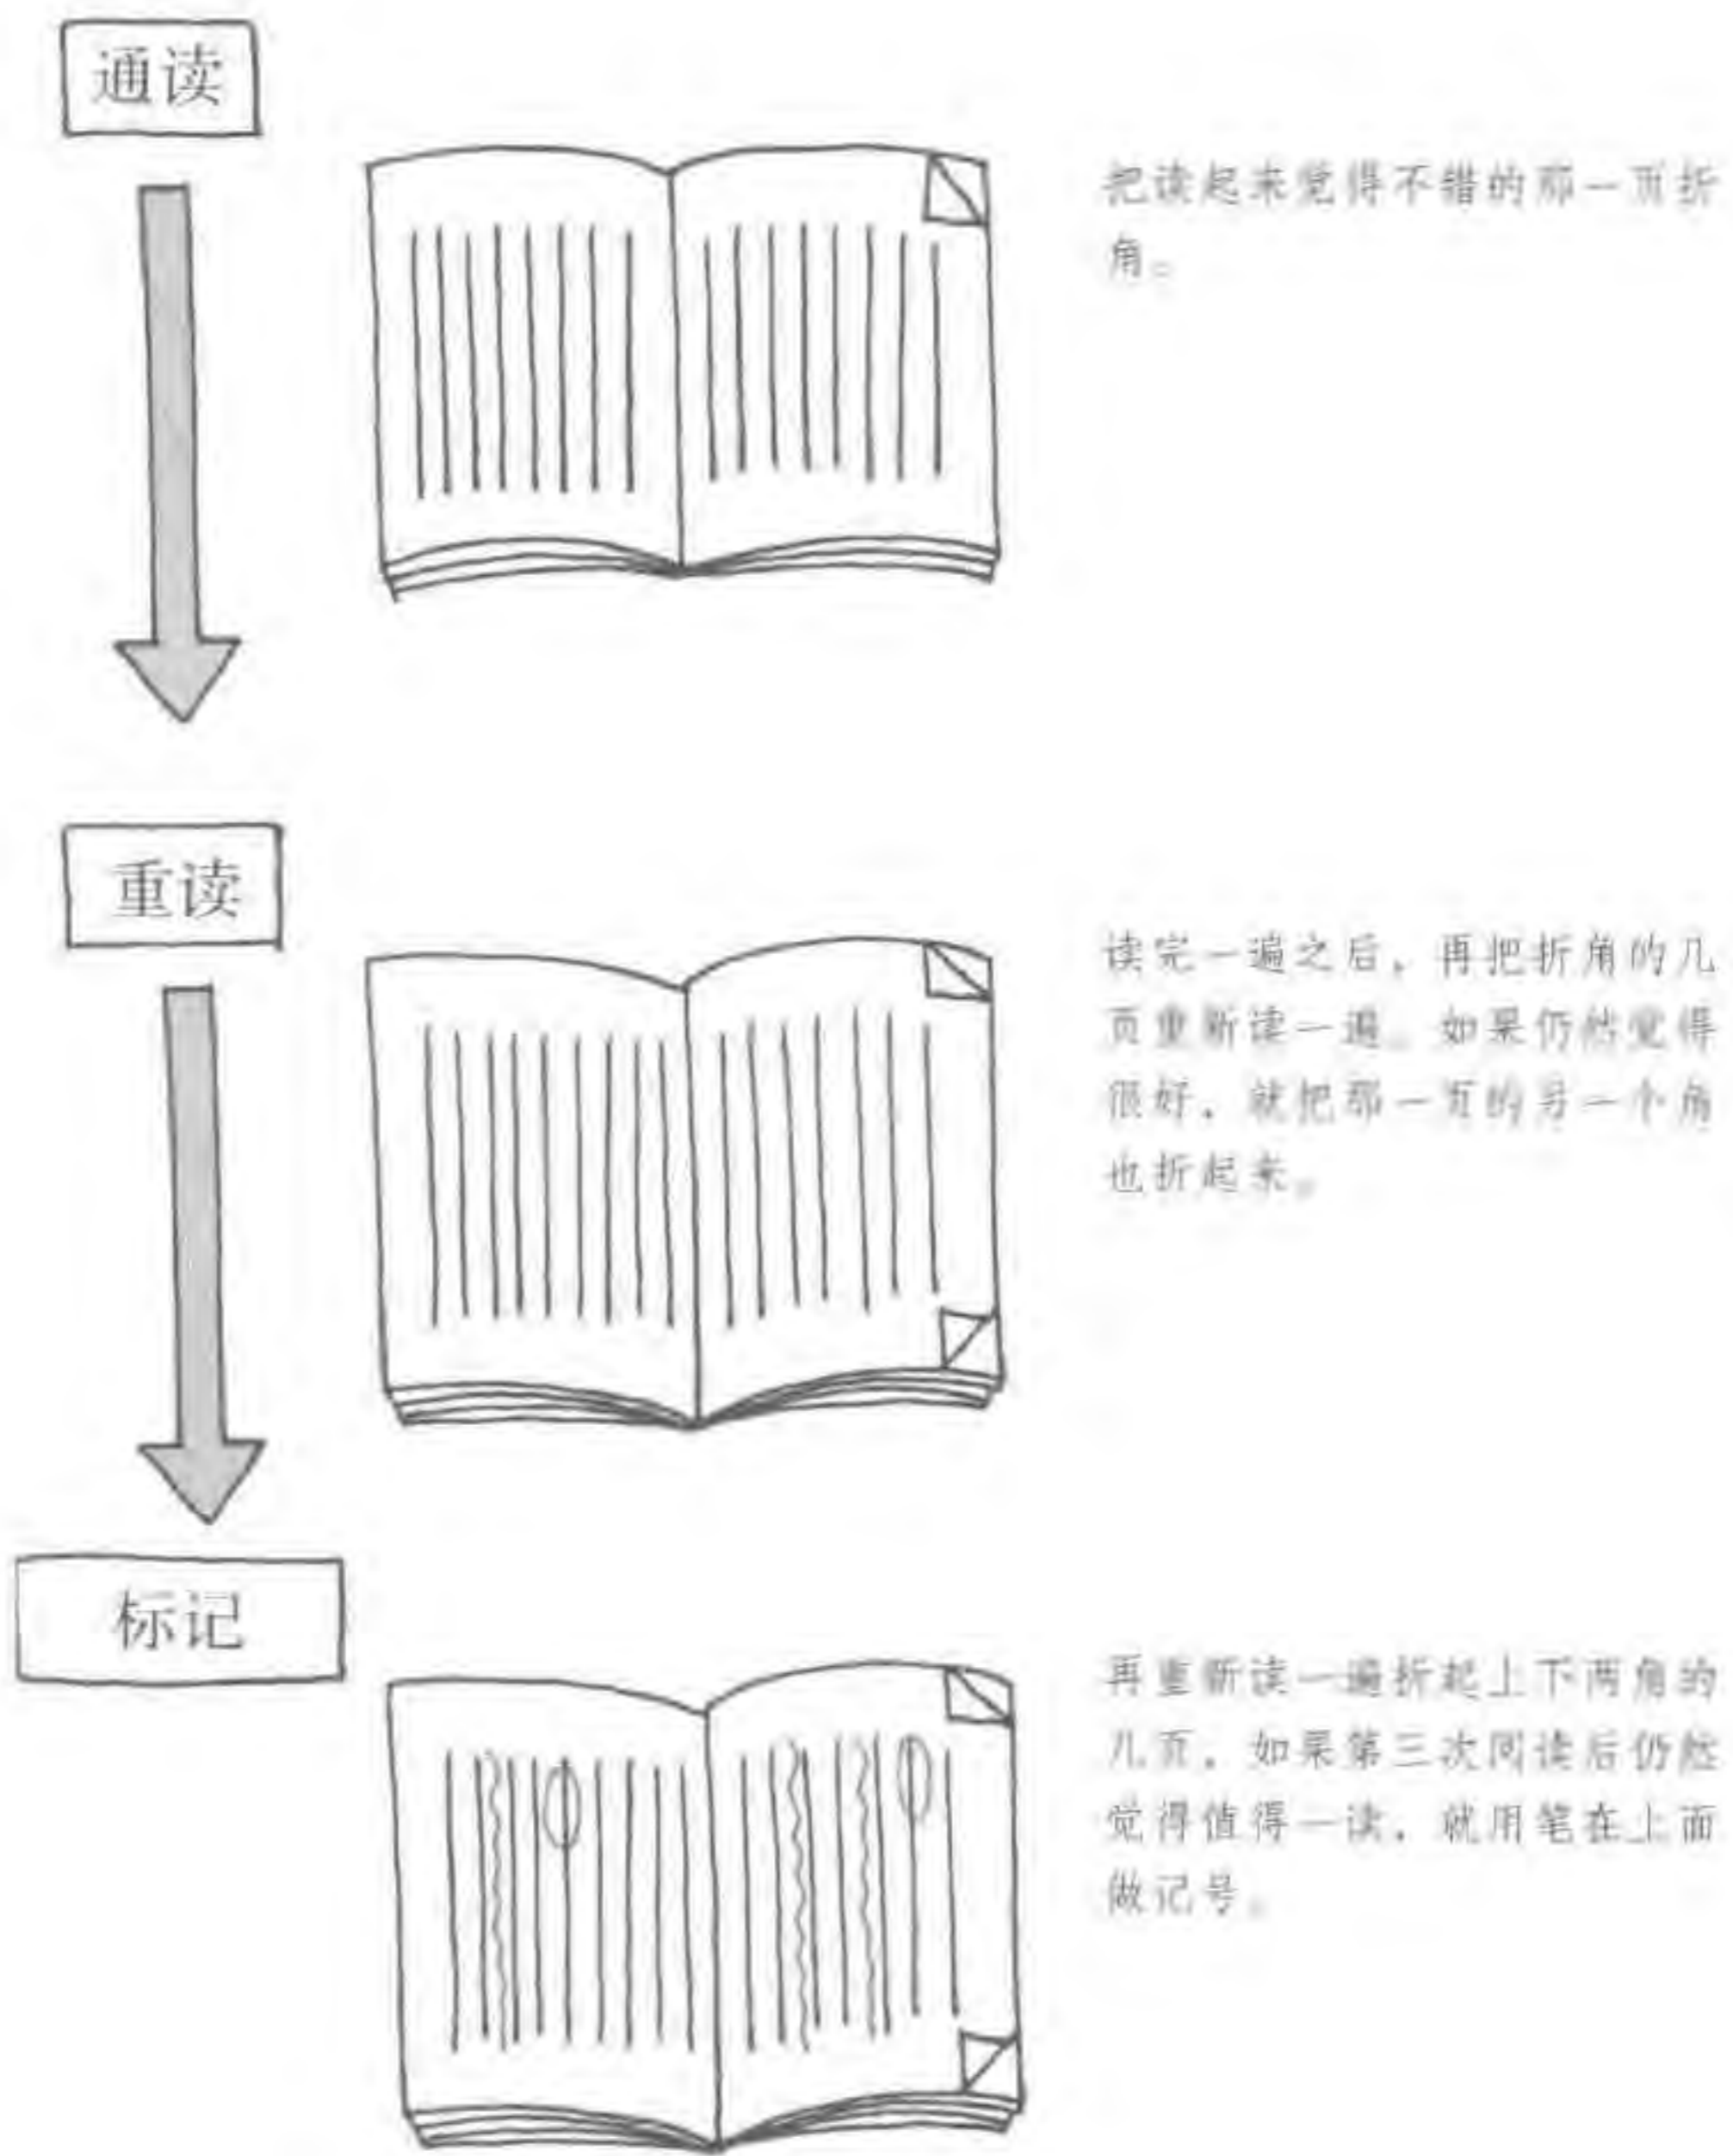 通读
把读起来觉得不错的那一页折
角。
重读
读完一遍之后，再把折角的几
页重新读一遍。如果仍然觉得
很好，就把那一页的另一个角
也折起来。
标记
再重新读一遍折起上下两角的
几页，如果第三次阅读后仍然
觉得值得一读，就用笔在上面
做记号。